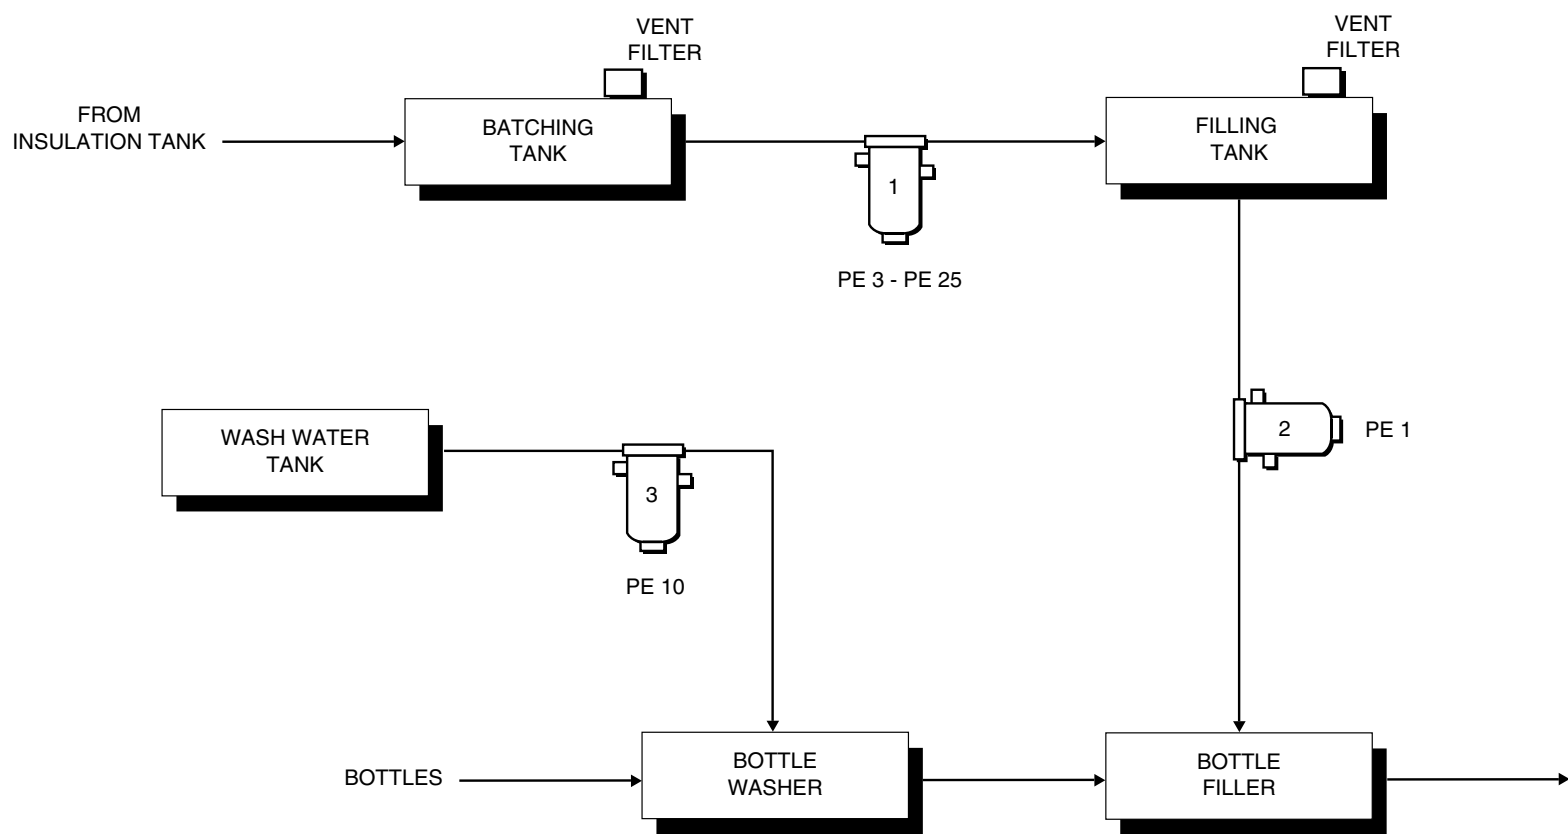 VENT
FILTER
VENT
FILTER
FROM
INSULATION TANK
BATCHING
TANK
1
FILLING
TANK
PE 3 - PE 25
WASH WATER
TANK
3
2
PE 1
PE 10
BOTTLES
BOTTLE
WASHER
BOTTLE
FILLER